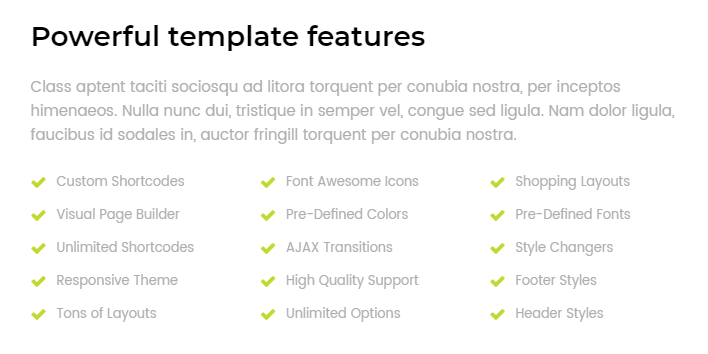 Powerful template features
Class aptent taciti sociosqu ad litora torquent per conubia nostra, per inceptos
himenaeos. Nulla nunc dui, tristique in semper vel, congue sed ligula. Nam dolor ligula,
faucibus id sodales in, auctor fringill torquent per conubia nostra.
Custom Shortcodes
Visual Page Builder
Unlimited Shortcodes
Responsive Theme
Tons of Layouts
Font Awesome Icons
Pre-Defined Colors
AJAX Transitions
High Quality Support
Unlimited Options
Shopping Layouts
Pre-Defined Fonts
Style Changers
Footer Styles
Header Styles